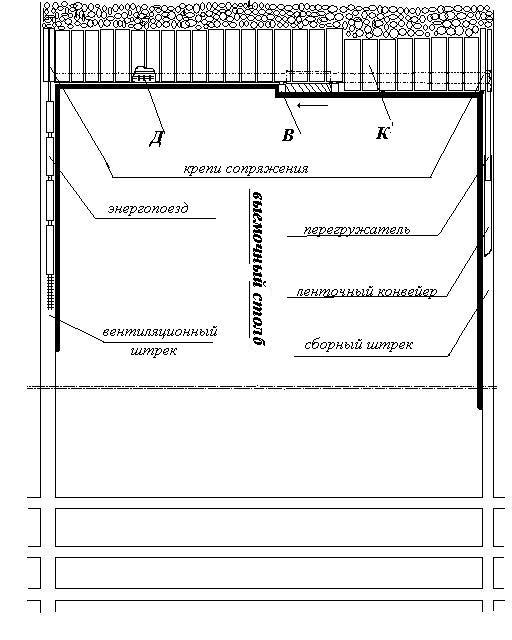 Д
В
К
крепи сопряжения
энергопоезд
выемочный столб
перегружатель
ленточный конвейер
вентиляционный
штрек
сборный штрек